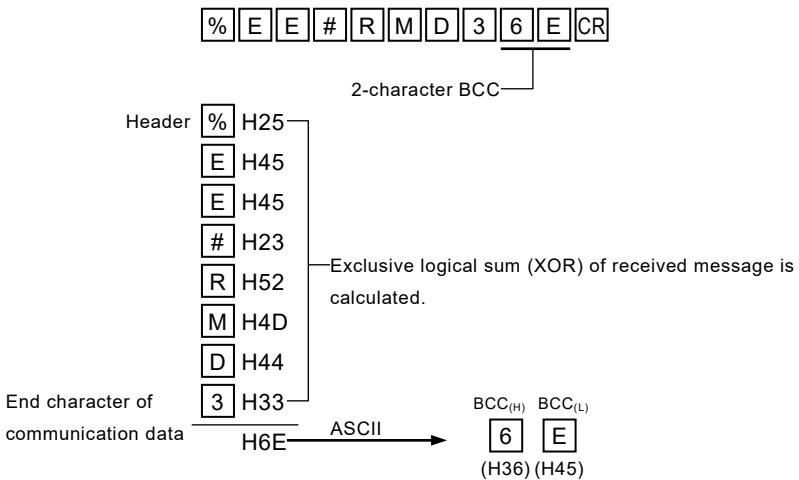 % E E # R M D 3 6 E CR
2-character BCC
Header % H25
E H45
E H45
# H23
R H52
M H4D
D H44
3 H33
Exclusive logical sum (XOR) of received message is
calculated.
End character of
communication data
H6E
ASCII
BCC(H) BCC(L)
6 E
(H36) (H45)